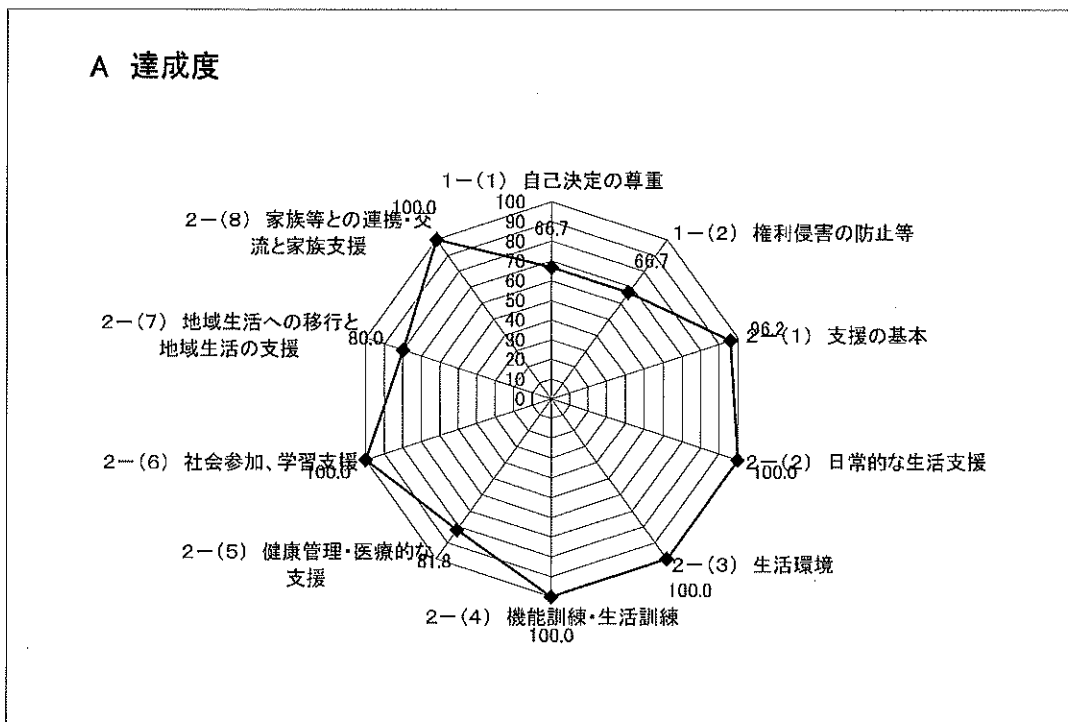 A 達成度
1－(1) 自己決定の尊重
66.7
1－(2) 権利侵害の防止等
66.7
2－(1) 支援の基本
96.2
2－(2) 日常的な生活支援
100.0
2－(3) 生活環境
100.0
2－(4) 機能訓練・生活訓練
100.0
2－(5) 健康管理・医療的な
支援
81.8
2－(6) 社会参加、学習支援
100.0
2－(7) 地域生活への移行と
地域生活の支援
80.0
2－(8) 家族等との連携・交
流と家族支援
100.0
100
90
80
70
60
50
40
30
20
10
0